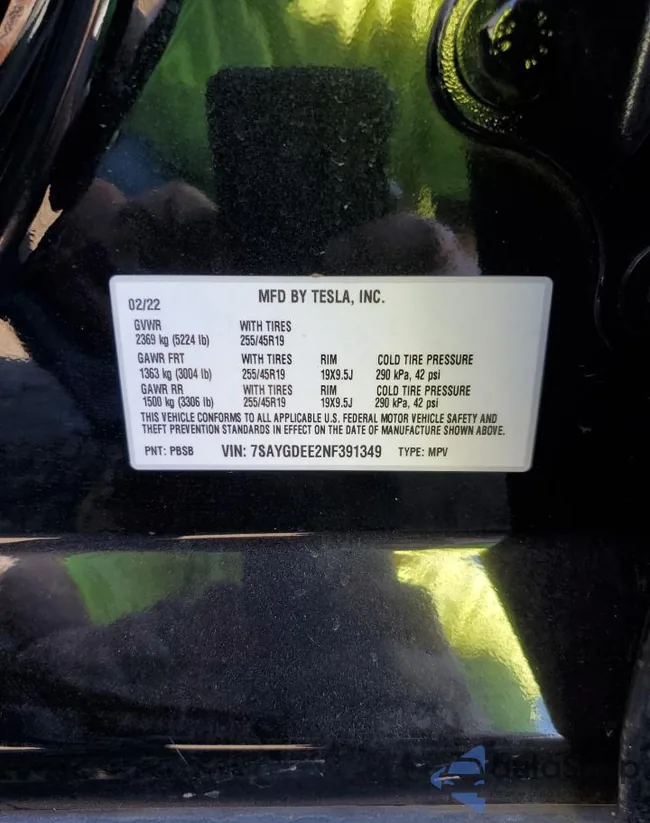 MFD BY TESLA, INC.
02/22
GVWR WITH TIRES
2369 kg (5224 lb) 255/45R19
GAWR FRT WITH TIRES RIM COLD TIRE PRESSURE
1363 kg (3004 lb) 255/45R19 19X9.5J 290 kPa, 42 psi
GAWR RR WITH TIRES RIM COLD TIRE PRESSURE
1500 kg (3306 lb) 255/45R19 19X9.5J 290 kPa, 42 psi
THIS VEHICLE CONFORMS TO ALL APPLICABLE U.S. FEDERAL MOTOR VEHICLE SAFETY AND
THEFT PREVENTION STANDARDS IN EFFECT ON THE DATE OF MANUFACTURE SHOWN ABOVE.
PNT: PBSB VIN: 7SAYGDEE2NF391349 TYPE: MPV